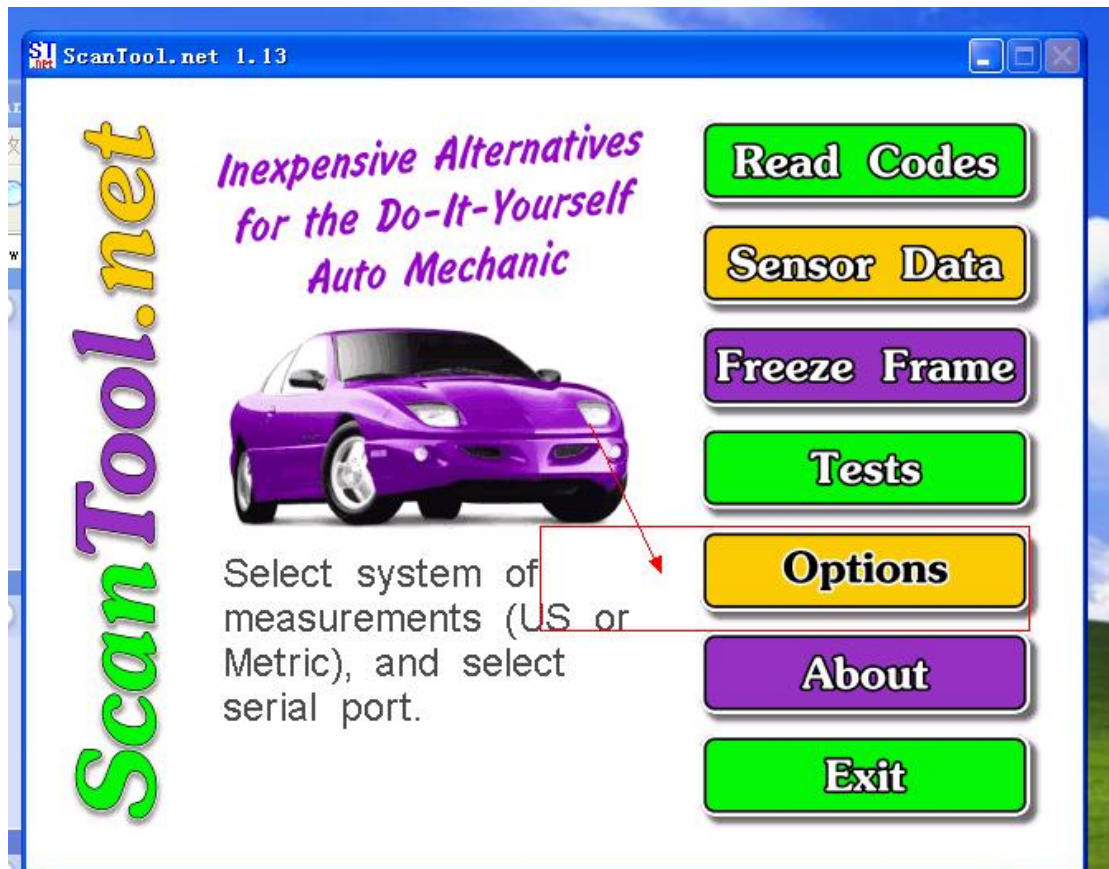 ScanTool.net 1.13
ScanTool.net
Inexpensive Alternatives
for the Do-It-Yourself
Auto Mechanic
Select system of
measurements (US or
Metric), and select
serial port.
Read Codes
Sensor Data
Freeze Frame
Tests
Options
About
Exit